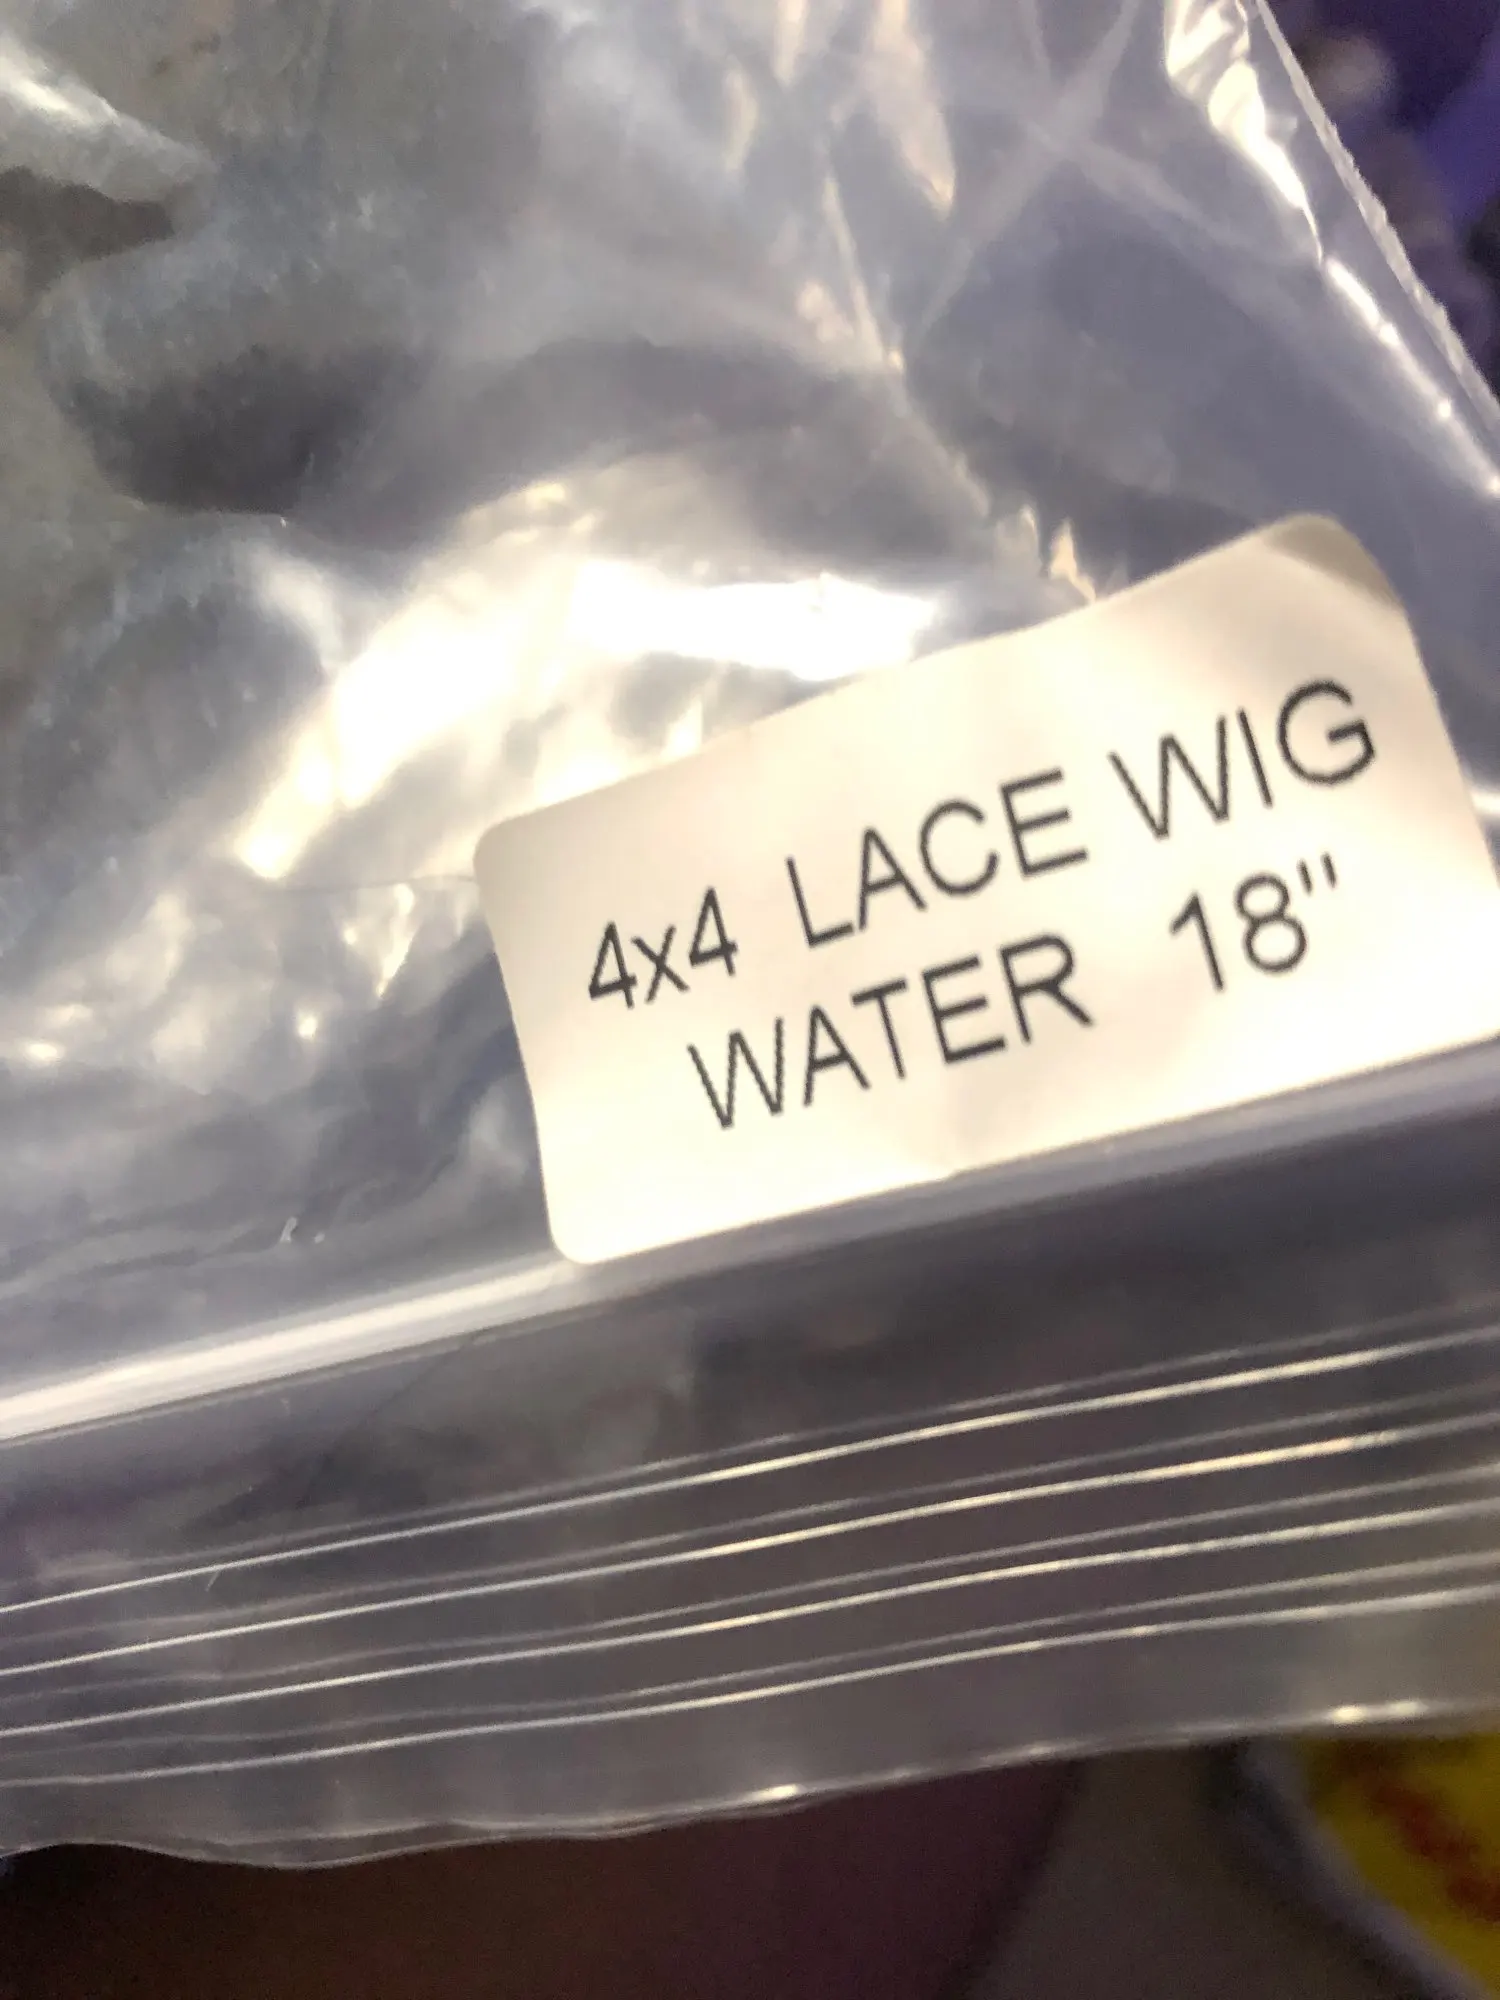 4x4 LACE WIG
WATER 18"